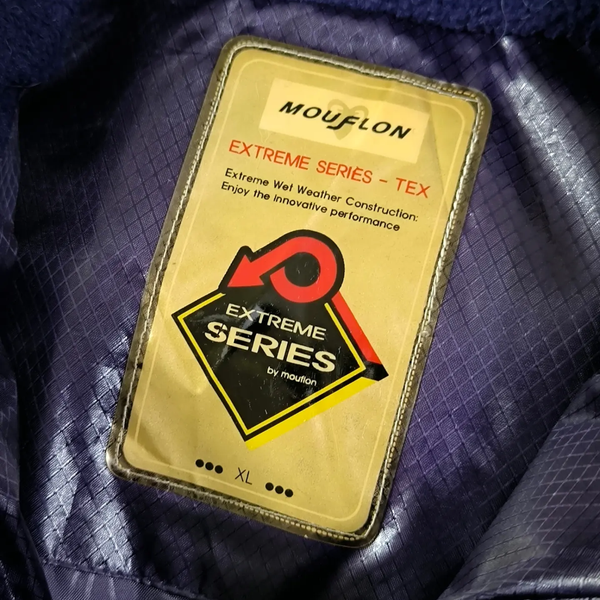 MOUFLON
EXTREME SERIES - TEX
Extreme Wet Weather Construction:
Enjoy the innovative performance
EXTREME
SERIES
by mouflon
●●● XL ●●●